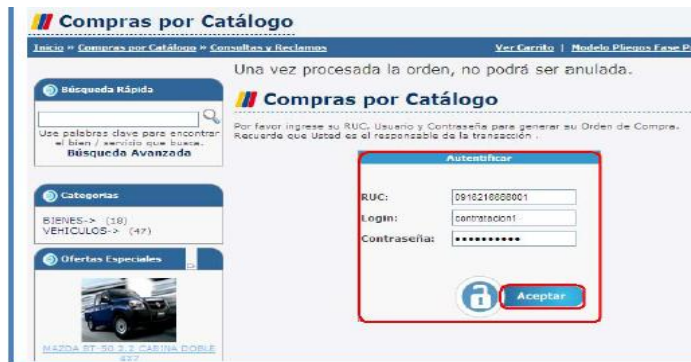 Compras por Catálogo
Inicio » Compras por Catálogo » Consultas y Reclamos
Ver Carrito | Modelo Pliegos Fase P
Una vez procesada la orden, no podrá ser anulada.
Búsqueda Rápida
Use palabras clave para encontrar
el bien / servicio que busca.
Búsqueda Avanzada
Categorías
BIENES-> (18)
VEHICULOS-> (47)
Ofertas Especiales
MAZDA BT-50 2.2 CABINA DOBLE
Compras por Catálogo
Por favor ingrese su RUC, Usuario y Contraseña para generar su Orden de Compra.
Recuerde que Usted es el responsable de la transacción .
Autentificar
RUC:
Login:
contratacion1
Contraseña:
••••••••••
Aceptar